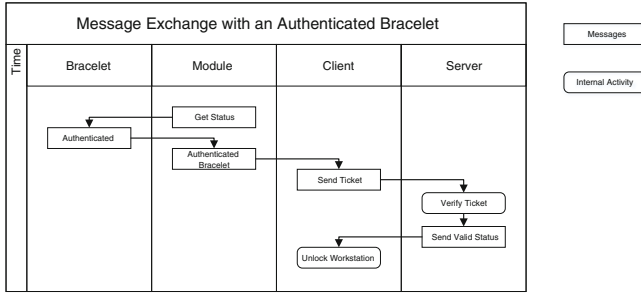 Message Exchange with an Authenticated Bracelet
Time
Bracelet
Module
Client
Server
Get Status
Authenticated
Authenticated
Bracelet
Send Ticket
Verify Ticket
Send Valid Status
Unlock Workstation
Messages
Internal Activity